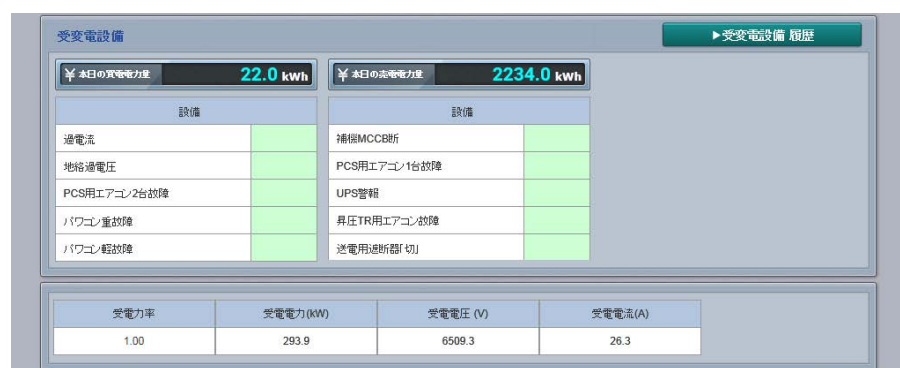 受変電設備
▶受変電設備 履歴
¥ 本日の買電電力量 22.0 kWh
¥ 本日の売電電力量 2234.0 kWh
設備
設備
過電流
補機MCCB断
地絡過電圧
PCS用エアコン1台故障
PCS用エアコン2台故障
UPS警報
パワコン重故障
昇圧TR用エアコン故障
パワコン軽故障
送電用遮断器「切」
受電力率 受電電力(kW) 受電電圧 (V) 受電電流(A)
1.00 293.9 6509.3 26.3